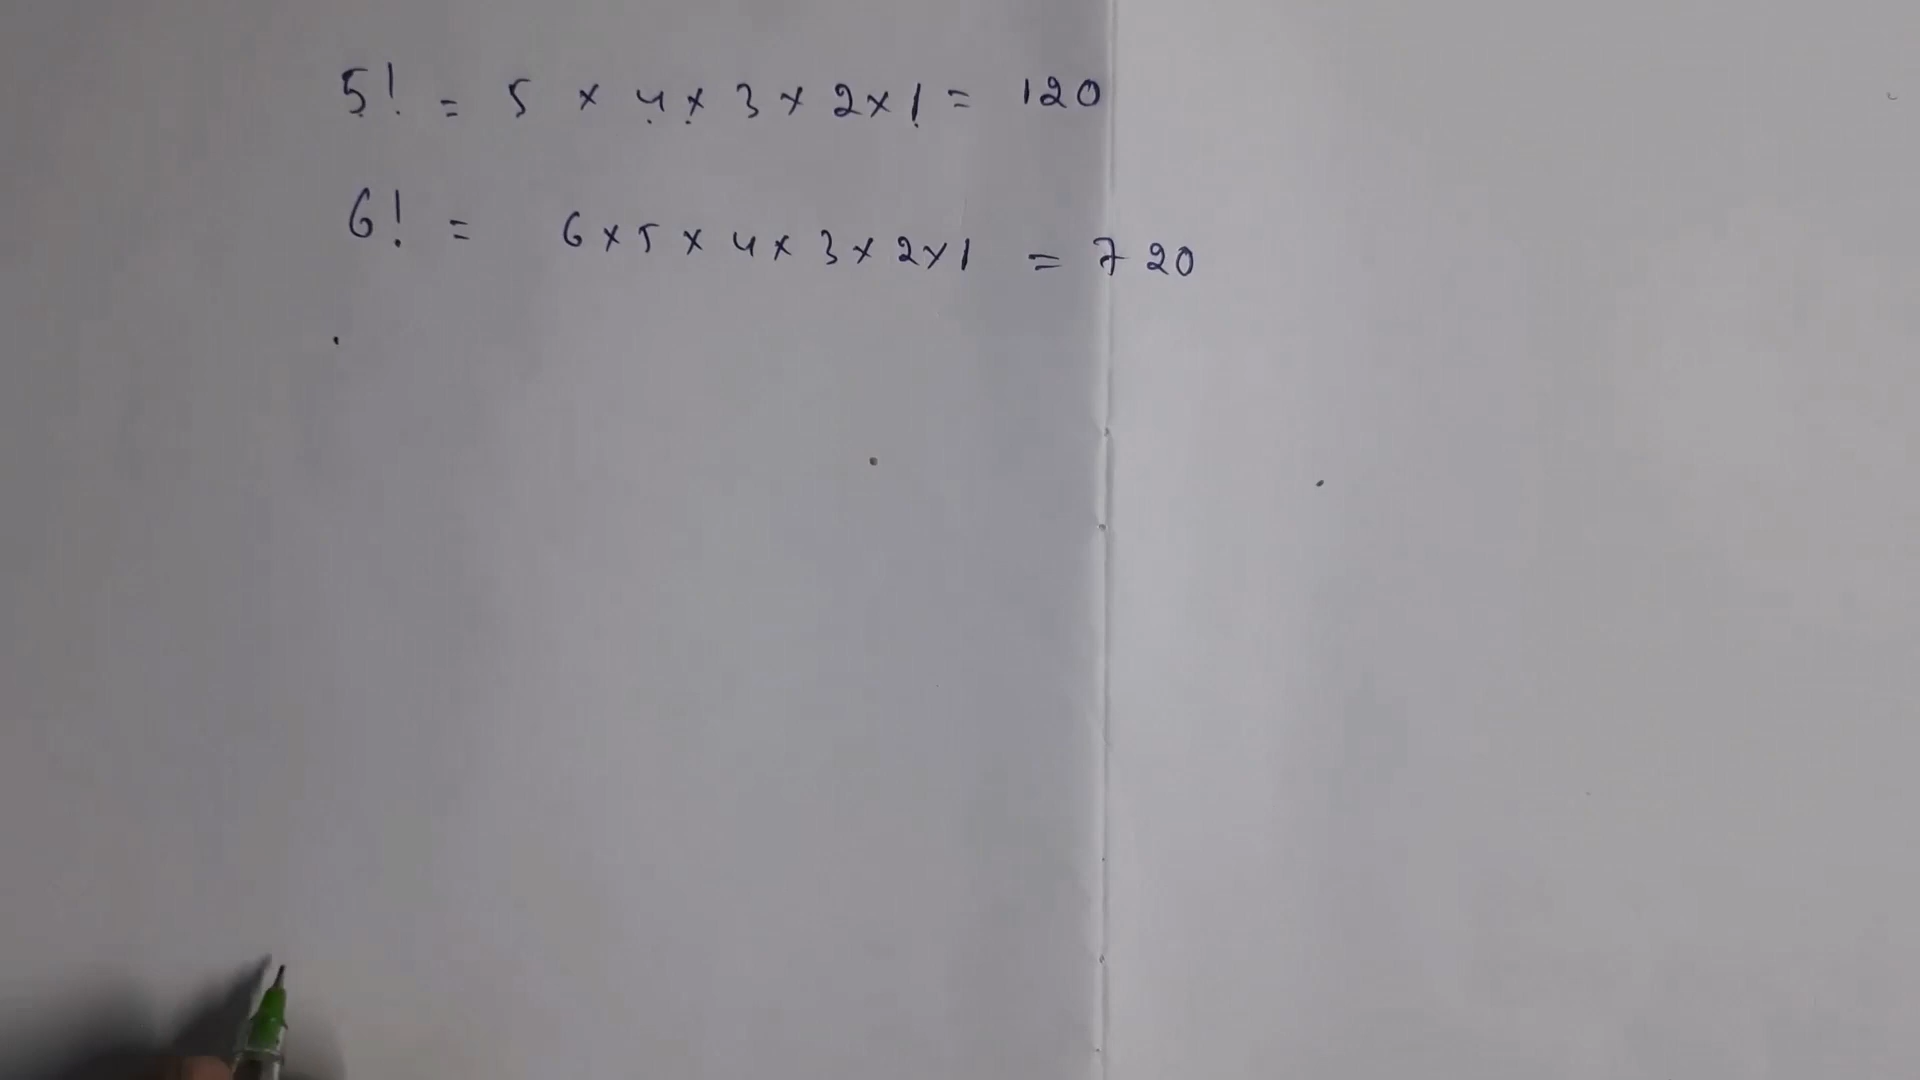 5! = 5 × 4 × 3 × 2 × 1 = 120
6! = 6 × 5 × 4 × 3 × 2 × 1 = 720